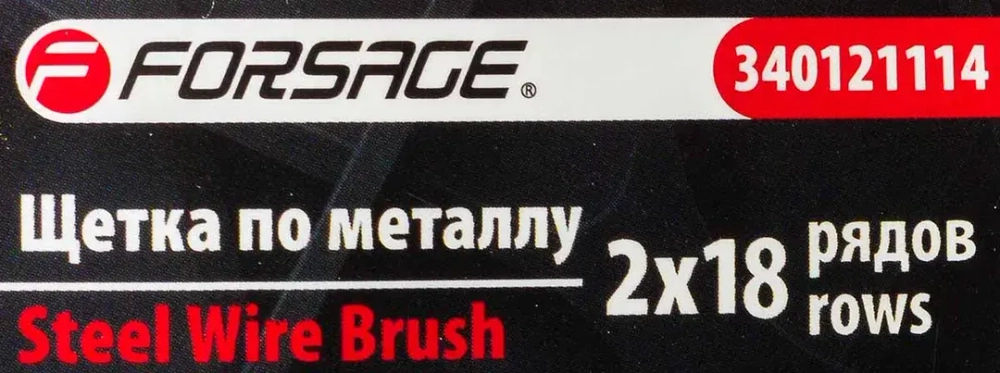 FORSAGE® 340121114
Щетка по металлу
Steel Wire Brush
2x18 рядов
rows